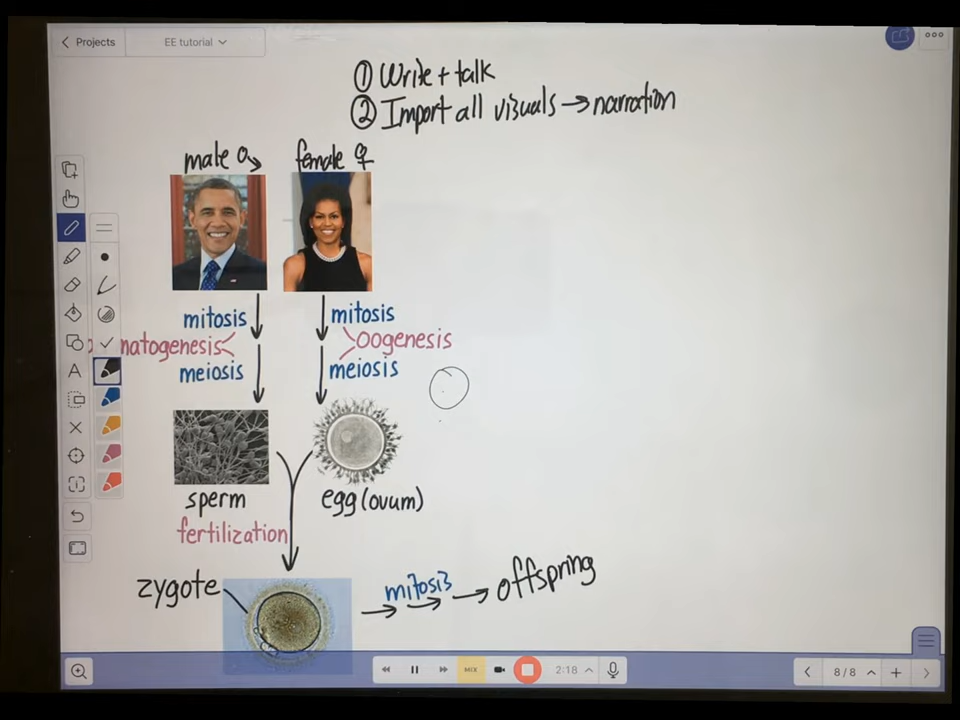 Projects
EE tutorial
① Write + talk
② Import all visuals → narration
male ♂
female ♀
mitosis
mitosis
matogenesis
oogenesis
meiosis
meiosis
sperm
egg (ovum)
fertilization
zygote
mitosis
offspring
MIX
2:18
8/8